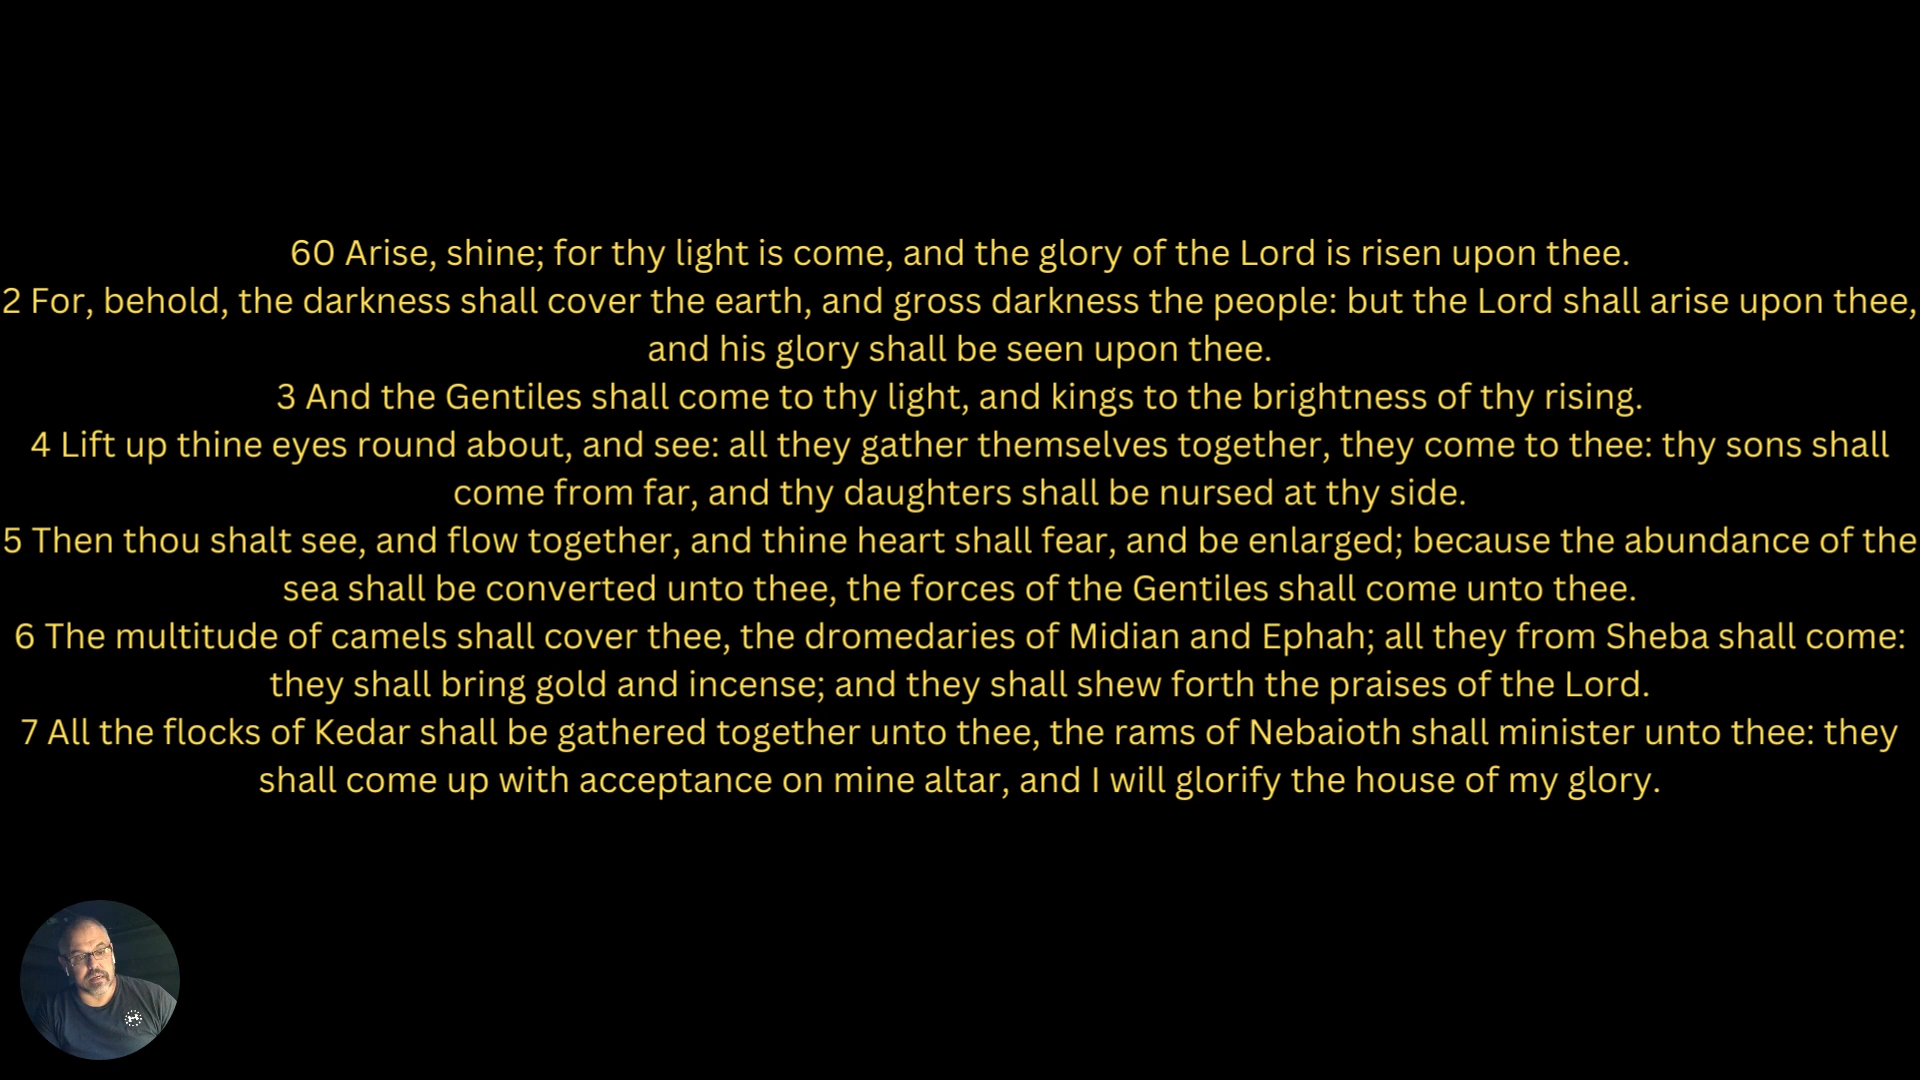 60 Arise, shine; for thy light is come, and the glory of the Lord is risen upon thee.
2 For, behold, the darkness shall cover the earth, and gross darkness the people: but the Lord shall arise upon thee,
and his glory shall be seen upon thee.
3 And the Gentiles shall come to thy light, and kings to the brightness of thy rising.
4 Lift up thine eyes round about, and see: all they gather themselves together, they come to thee: thy sons shall
come from far, and thy daughters shall be nursed at thy side.
5 Then thou shalt see, and flow together, and thine heart shall fear, and be enlarged; because the abundance of the
sea shall be converted unto thee, the forces of the Gentiles shall come unto thee.
6 The multitude of camels shall cover thee, the dromedaries of Midian and Ephah; all they from Sheba shall come:
they shall bring gold and incense; and they shall shew forth the praises of the Lord.
7 All the flocks of Kedar shall be gathered together unto thee, the rams of Nebaioth shall minister unto thee: they
shall come up with acceptance on mine altar, and I will glorify the house of my glory.